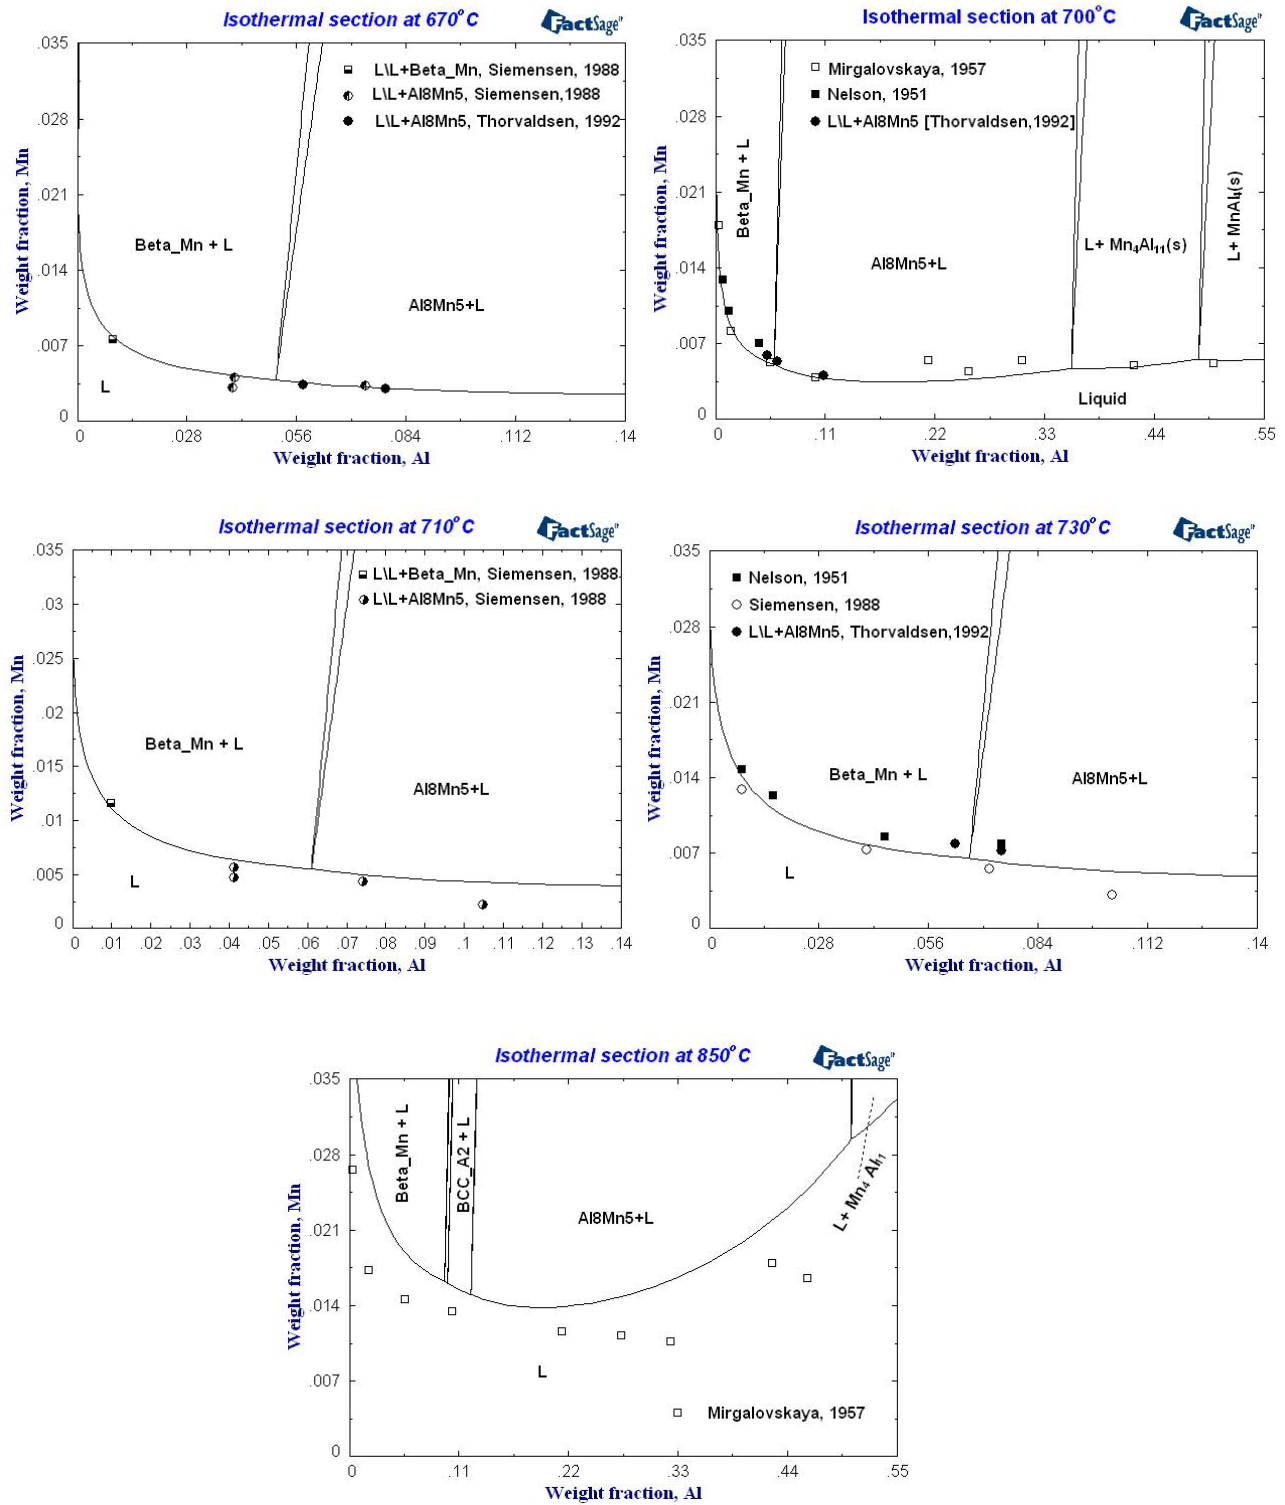 Isothermal section at 670°C
FactSage™
.035
.028
.021
.014
.007
0
Weight fraction, Mn
L\L+Beta_Mn, Siemensen, 1988
L\L+Al8Mn5, Siemensen,1988
L\L+Al8Mn5, Thorvaldsen, 1992
Beta_Mn + L
Al8Mn5+L
L
0 .028 .056 .084 .112 .14
Weight fraction, Al
Isothermal section at 700°C
FactSage™
.035
.028
.021
.014
.007
0
Weight fraction, Mn
Mirgalovskaya, 1957
Nelson, 1951
L\L+Al8Mn5 [Thorvaldsen,1992]
Beta_Mn + L
Al8Mn5+L
L+ Mn₄Al₁₁(s)
L+ MnAl₄(s)
Liquid
0 .11 .22 .33 .44 .55
Weight fraction, Al
Isothermal section at 710°C
FactSage™
.035
.03
.025
.02
.015
.01
.005
0
Weight fraction, Mn
L\L+Beta_Mn, Siemensen, 1988
L\L+Al8Mn5, Siemensen, 1988
Beta_Mn + L
Al8Mn5+L
L
0 .01 .02 .03 .04 .05 .06 .07 .08 .09 .1 .11 .12 .13 .14
Weight fraction, Al
Isothermal section at 730°C
FactSage™
.035
.028
.021
.014
.007
0
Weight fraction, Mn
Nelson, 1951
Siemensen, 1988
L\L+Al8Mn5, Thorvaldsen,1992
Beta_Mn + L
Al8Mn5+L
L
0 .028 .056 .084 .112 .14
Weight fraction, Al
Isothermal section at 850°C
FactSage™
.035
.028
.021
.014
.007
0
Weight fraction, Mn
Beta_Mn + L
BCC_A2 + L
Al8Mn5+L
L+ Mn₄ Al₁₁
L
Mirgalovskaya, 1957
0 .11 .22 .33 .44 .55
Weight fraction, Al